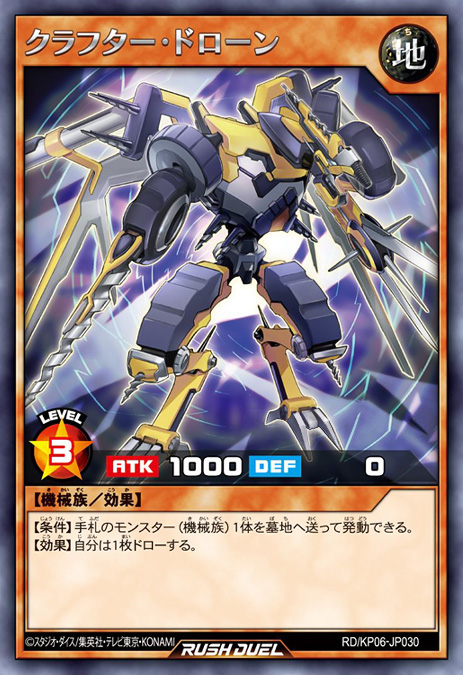 クラフター・ドローン
ち
地
LEVEL
3
ATK 1000 DEF 0
【機械族／効果】
【条件】手札のモンスター（機械族）1体を墓地へ送って発動できる。
【効果】自分は1枚ドローする。
©スタジオ・ダイス/集英社・テレビ東京・KONAMI RD/KP06-JP030
RUSH DUEL